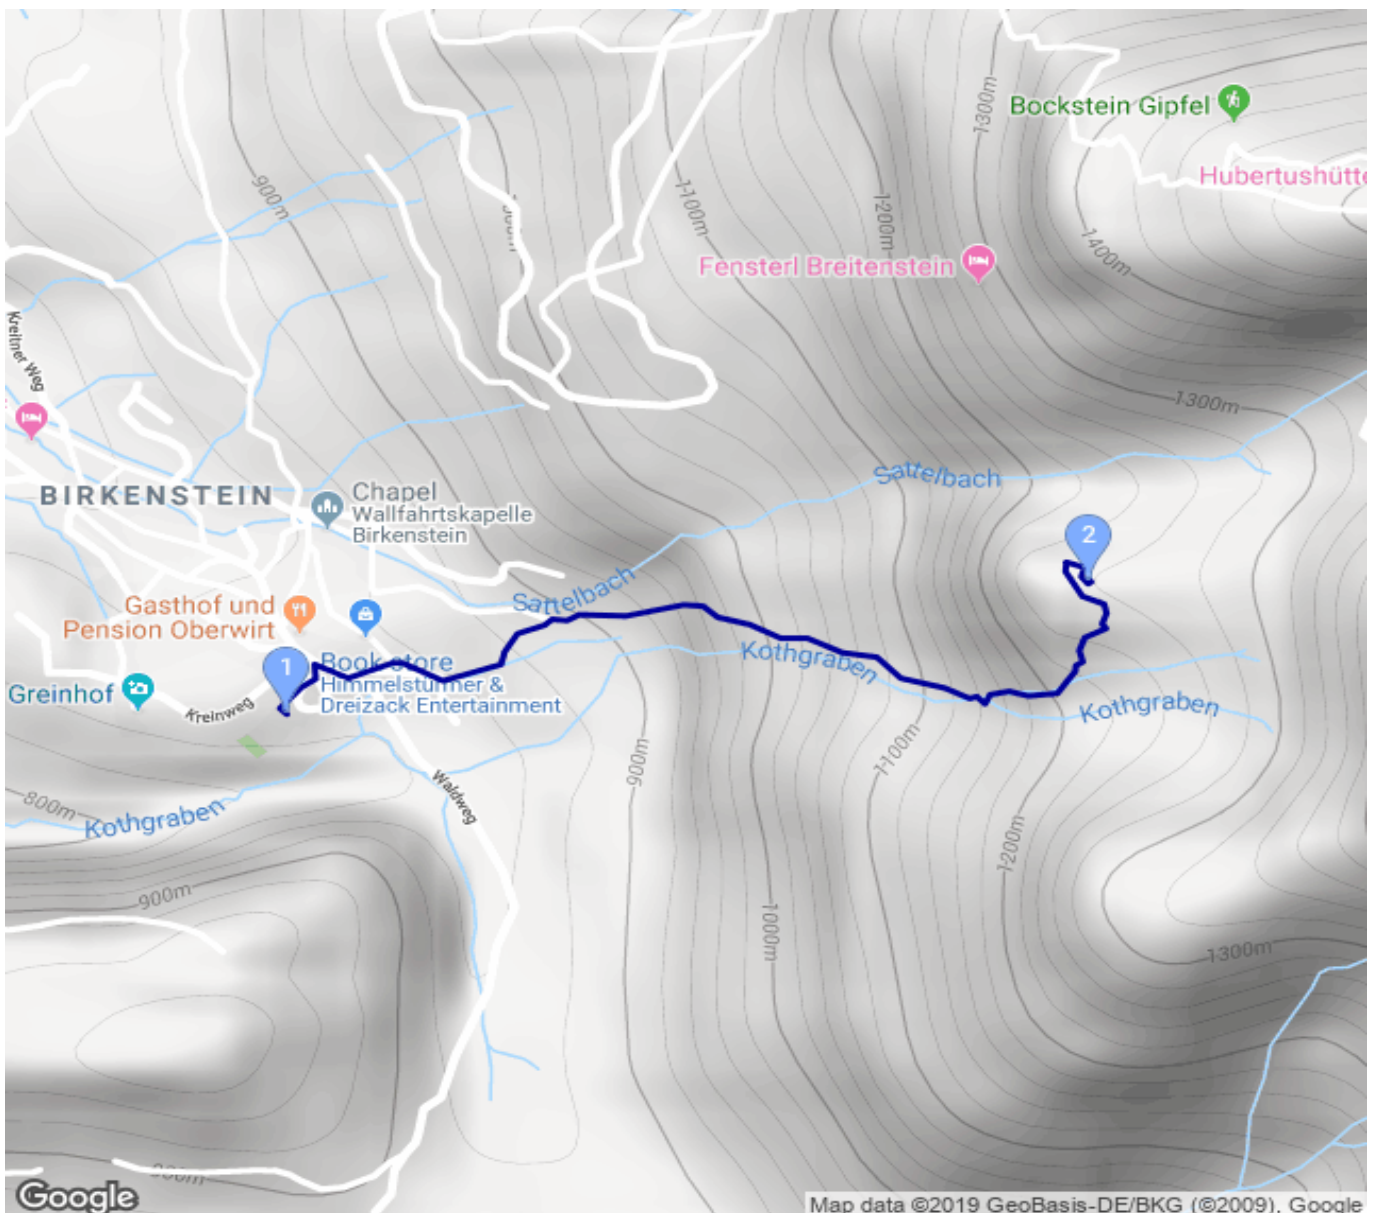 1300m
Bockstein Gipfel
Hubertushütte
900m
1100m
1200m
1400m
Fensterl Breitenstein
Kreitner Weg
1300m
Sattelbach
BIRKENSTEIN
Chapel
Wallfahrtskapelle
Birkenstein
2
Sattelbach
Gasthof und
Pension Oberwirt
1
Book store
Himmelstürmer &
Dreizack Entertainment
Kothgraben
Greinhof
Kreinweg
Kothgraben
1100m
900m
Waldweg
800m
Kothgraben
1200m
900m
1000m
1300m
Google
Map data ©2019 GeoBasis-DE/BKG (©2009), Google